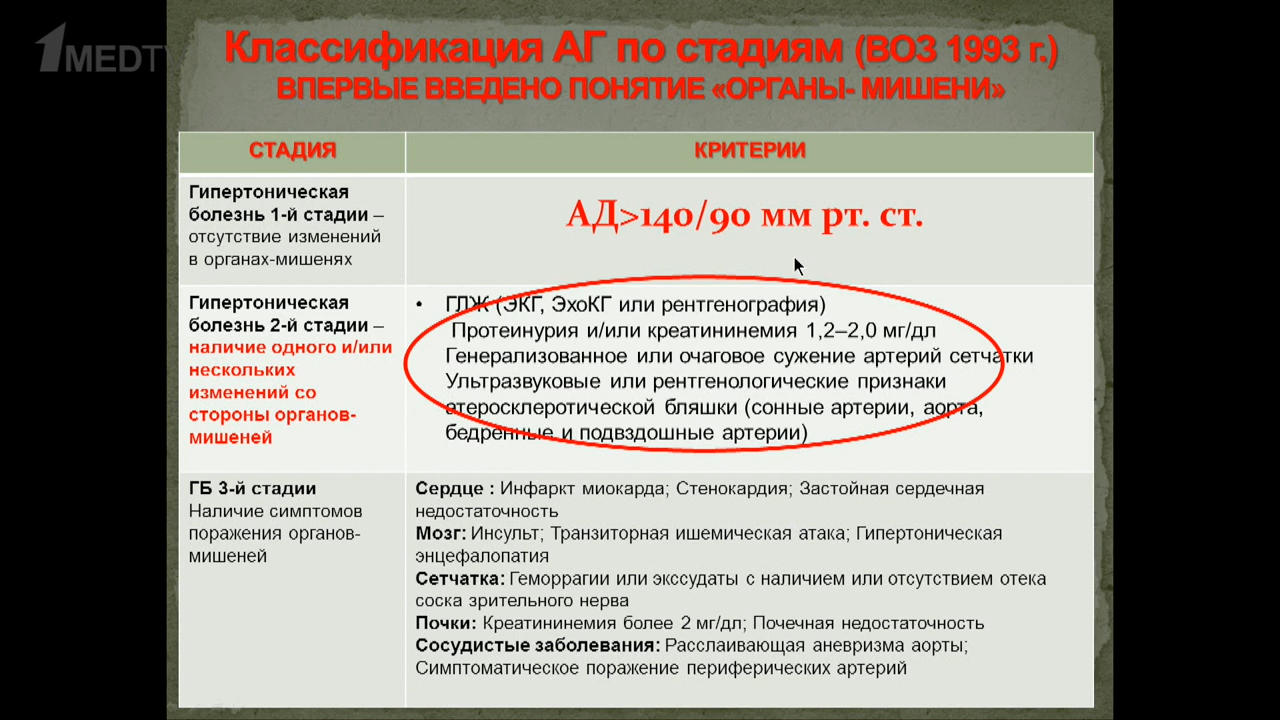 1MEDTV
Классификация АГ по стадиям (ВОЗ 1993 г.)
ВПЕРВЫЕ ВВЕДЕНО ПОНЯТИЕ «ОРГАНЫ- МИШЕНИ»
СТАДИЯ
КРИТЕРИИ
Гипертоническая
болезнь 1-й стадии –
отсутствие изменений
в органах-мишенях
АД>140/90 мм рт. ст.
Гипертоническая
болезнь 2-й стадии –
наличие одного и/или
нескольких
изменений со
стороны органов-
мишеней
• ГЛЖ (ЭКГ, ЭхоКГ или рентгенография)
Протеинурия и/или креатининемия 1,2–2,0 мг/дл
Генерализованное или очаговое сужение артерий сетчатки
Ультразвуковые или рентгенологические признаки
атеросклеротической бляшки (сонные артерии, аорта,
бедренные и подвздошные артерии)
ГБ 3-й стадии
Наличие симптомов
поражения органов-
мишеней
Сердце : Инфаркт миокарда; Стенокардия; Застойная сердечная
недостаточность
Мозг: Инсульт; Транзиторная ишемическая атака; Гипертоническая
энцефалопатия
Сетчатка: Геморрагии или экссудаты с наличием или отсутствием отека
соска зрительного нерва
Почки: Креатининемия более 2 мг/дл; Почечная недостаточность
Сосудистые заболевания: Расслаивающая аневризма аорты;
Симптоматическое поражение периферических артерий